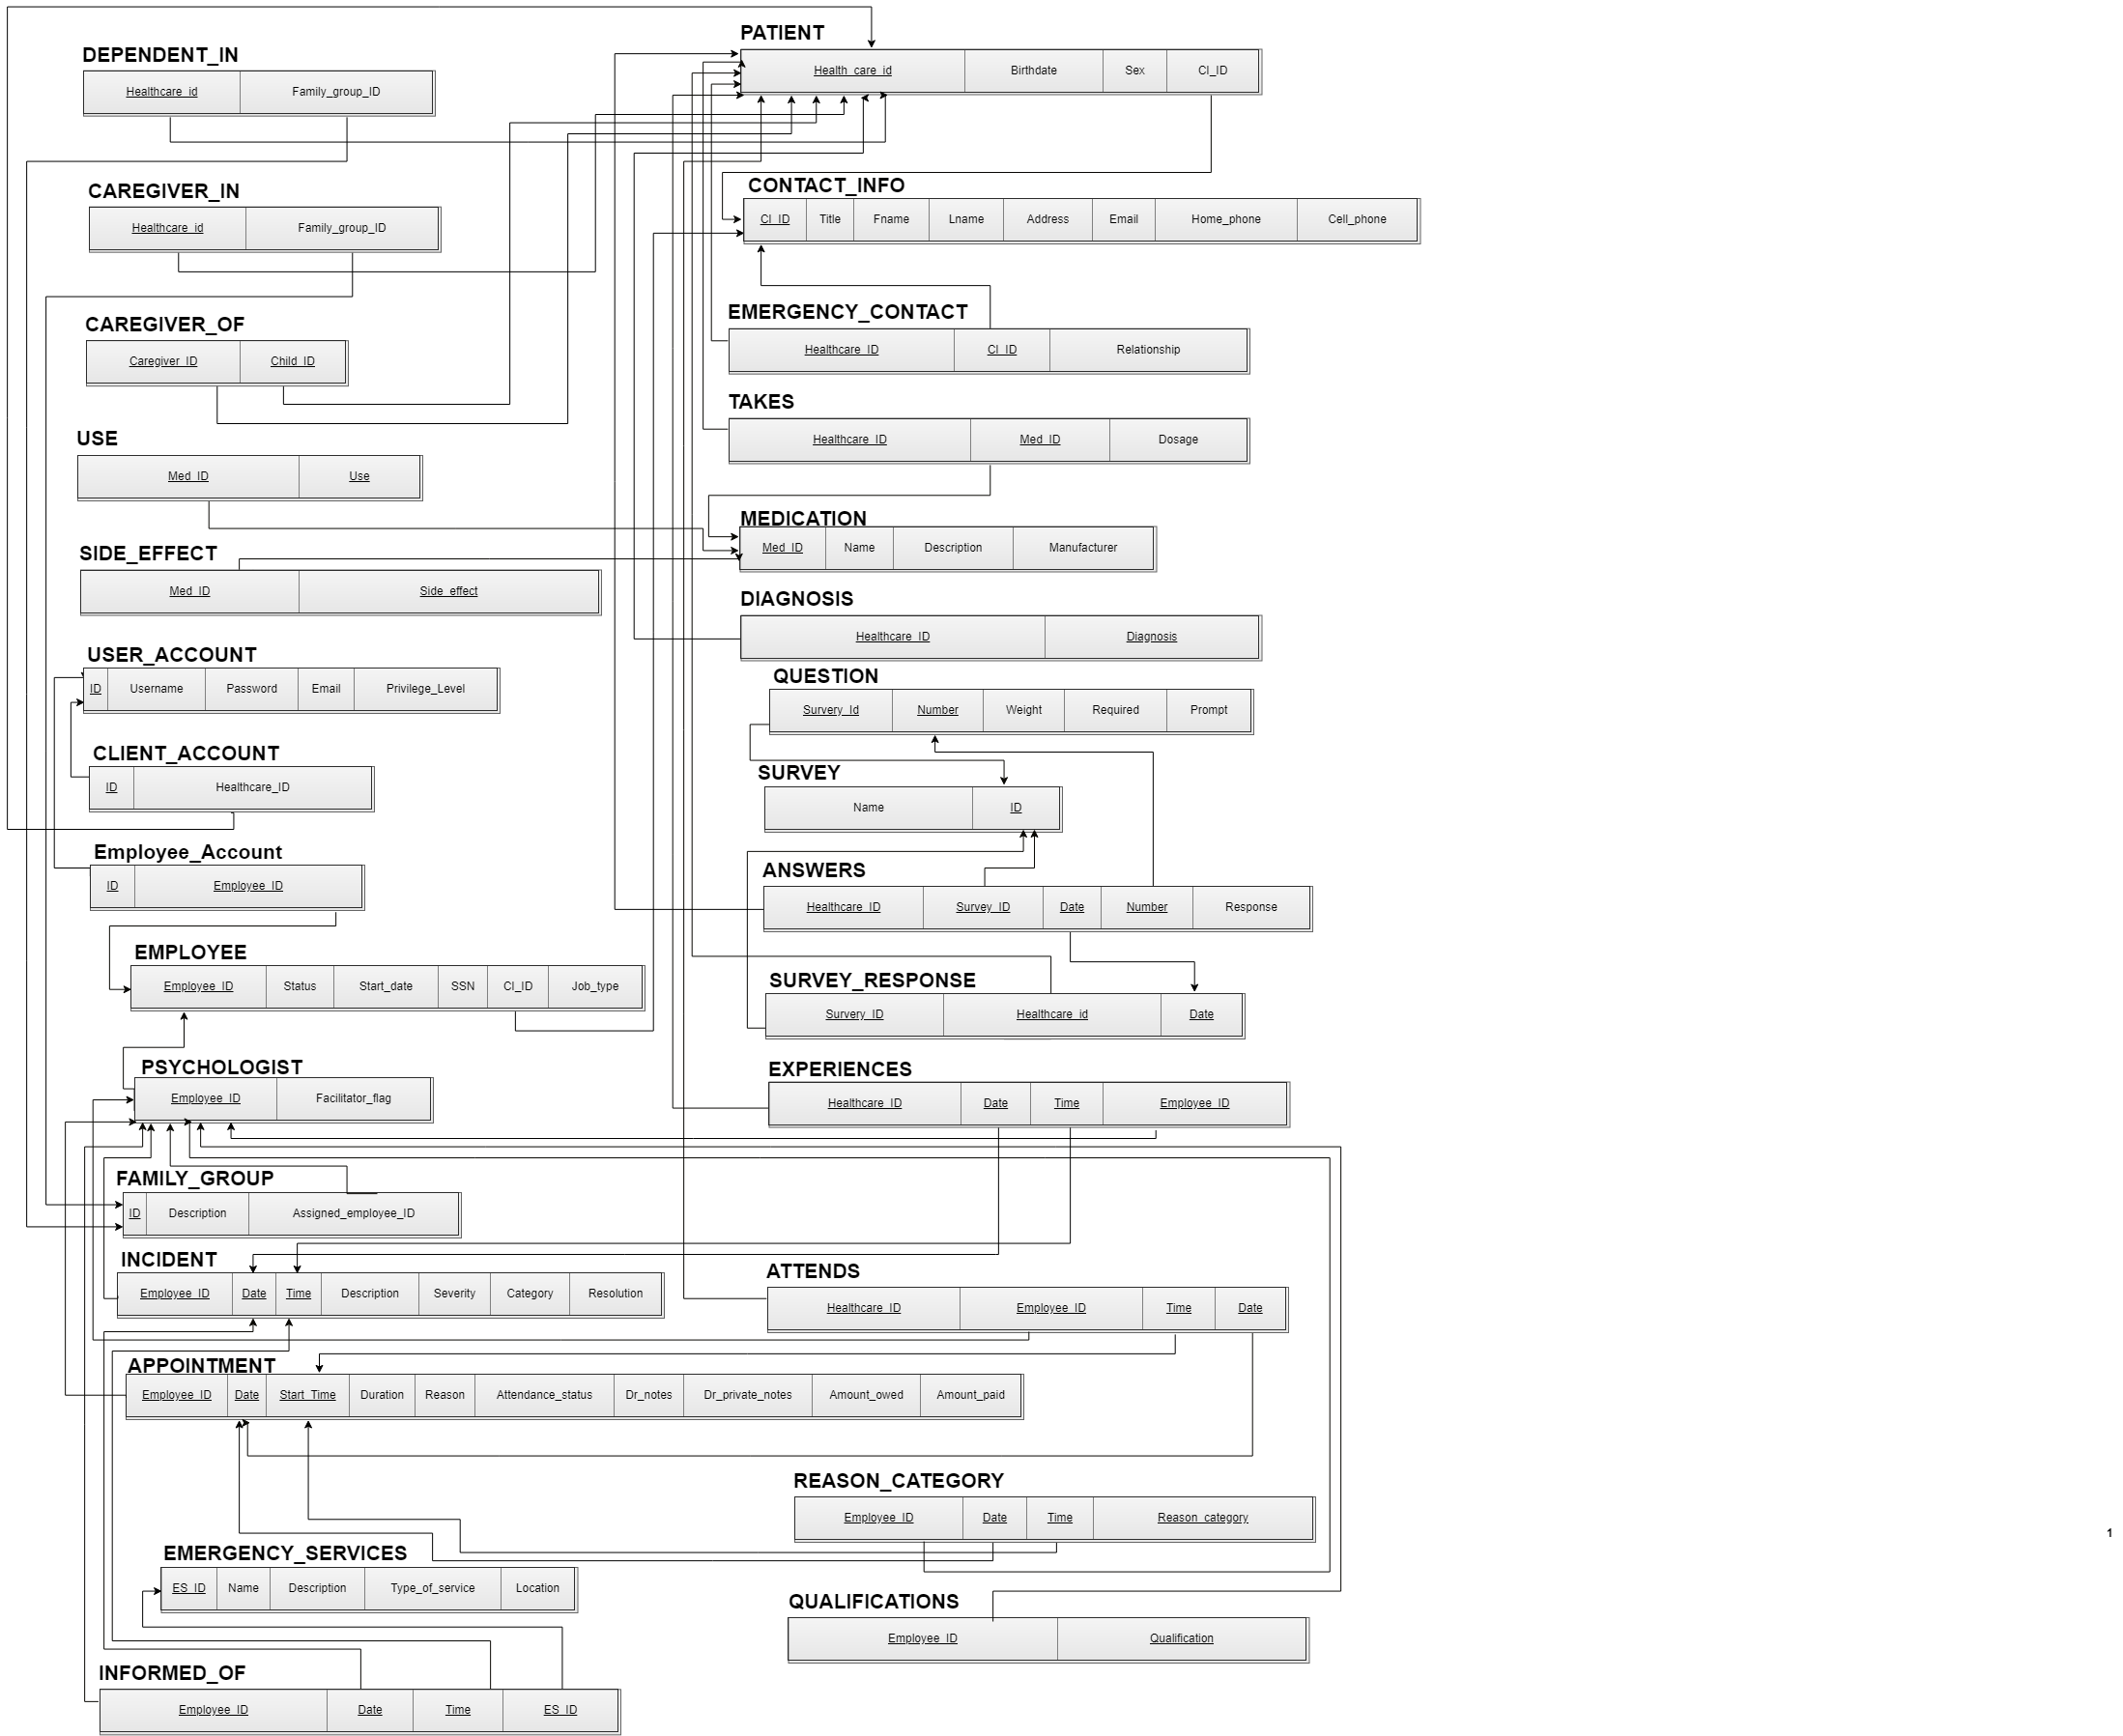 PATIENT
Health_care_id Birthdate Sex CI_ID
DEPENDENT_IN
Healthcare_id Family_group_ID
CAREGIVER_IN
Healthcare_id Family_group_ID
CONTACT_INFO
CI_ID Title Fname Lname Address Email Home_phone Cell_phone
CAREGIVER_OF
Caregiver_ID Child_ID
EMERGENCY_CONTACT
Healthcare_ID CI_ID Relationship
TAKES
Healthcare_ID Med_ID Dosage
USE
Med_ID Use
MEDICATION
Med_ID Name Description Manufacturer
SIDE_EFFECT
Med_ID Side_effect
DIAGNOSIS
Healthcare_ID Diagnosis
USER_ACCOUNT
ID Username Password Email Privilege_Level
QUESTION
Survery_Id Number Weight Required Prompt
CLIENT_ACCOUNT
ID Healthcare_ID
SURVEY
Name ID
Employee_Account
ID Employee_ID
ANSWERS
Healthcare_ID Survey_ID Date Number Response
EMPLOYEE
Employee_ID Status Start_date SSN CI_ID Job_type
SURVEY_RESPONSE
Survery_ID Healthcare_id Date
PSYCHOLOGIST
Employee_ID Facilitator_flag
EXPERIENCES
Healthcare_ID Date Time Employee_ID
FAMILY_GROUP
ID Description Assigned_employee_ID
INCIDENT
Employee_ID Date Time Description Severity Category Resolution
ATTENDS
Healthcare_ID Employee_ID Time Date
APPOINTMENT
Employee_ID Date Start_Time Duration Reason Attendance_status Dr_notes Dr_private_notes Amount_owed Amount_paid
REASON_CATEGORY
Employee_ID Date Time Reason_category
1
EMERGENCY_SERVICES
ES_ID Name Description Type_of_service Location
QUALIFICATIONS
Employee_ID Qualification
INFORMED_OF
Employee_ID Date Time ES_ID